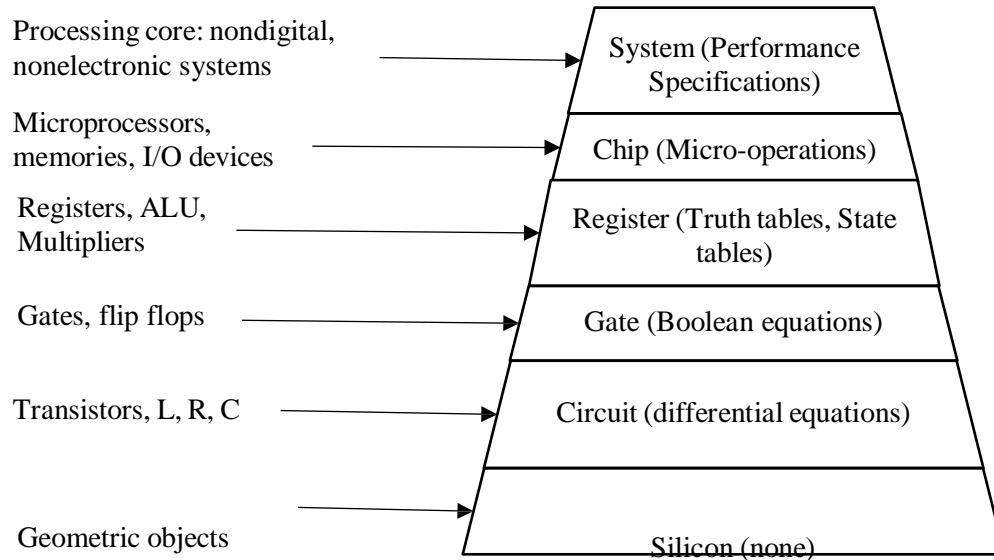 Processing core: nondigital,
nonelectronic systems
System (Performance
Specifications)
Microprocessors,
memories, I/O devices
Chip (Micro-operations)
Registers, ALU,
Multipliers
Register (Truth tables, State
tables)
Gates, flip flops
Gate (Boolean equations)
Transistors, L, R, C
Circuit (differential equations)
Geometric objects
Silicon (none)